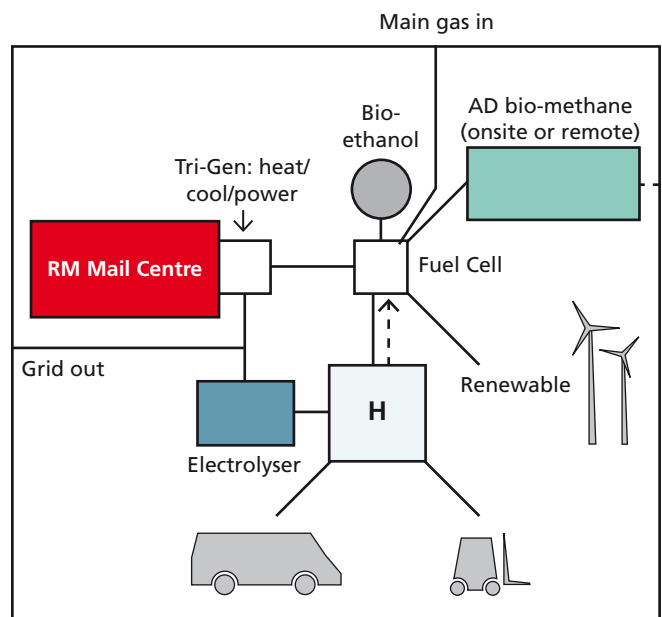 Main gas in
AD bio-methane
(onsite or remote)
Bio-
ethanol
Tri-Gen: heat/
cool/power
RM Mail Centre
Fuel Cell
Grid out
Renewable
H
Electrolyser